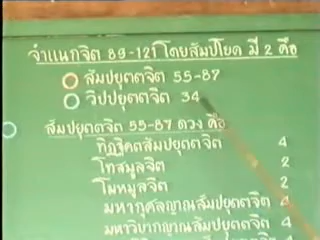 จำแนกจิต 89-121 โดยสัมปโยค มี 2 คือ
สัมปยุตตจิต 55-87
วิปปยุตตจิต 34
สัมปยุตตจิต 55-87 ดวง คือ
ทิฏฐิคตสัมปยุตตจิต 4
โทสมูลจิต 2
โมหมูลจิต 2
มหากุศลญาณสัมปยุตต 4
มหาวิบากญาณสัมปยุตต 4